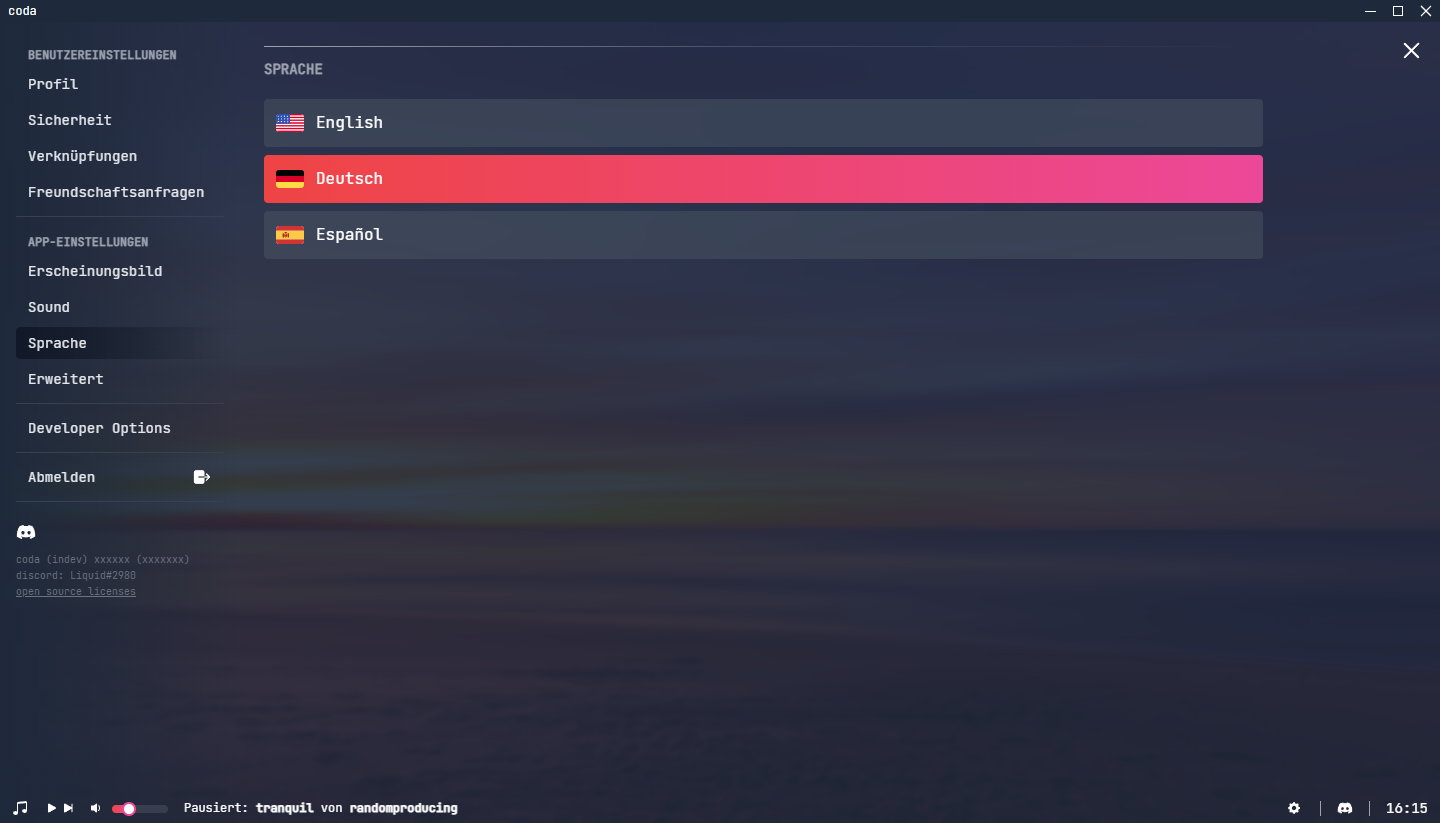 coda
BENUTZEREINSTELLUNGEN
Profil
Sicherheit
Verknüpfungen
Freundschaftsanfragen
APP-EINSTELLUNGEN
Erscheinungsbild
Sound
Sprache
Erweitert
Developer Options
Abmelden
coda (indev) xxxxxx (xxxxxxx)
discord: Liquid#2980
open source licenses
SPRACHE
English
Deutsch
Español
Pausiert: tranquil von randomproducing
16:15